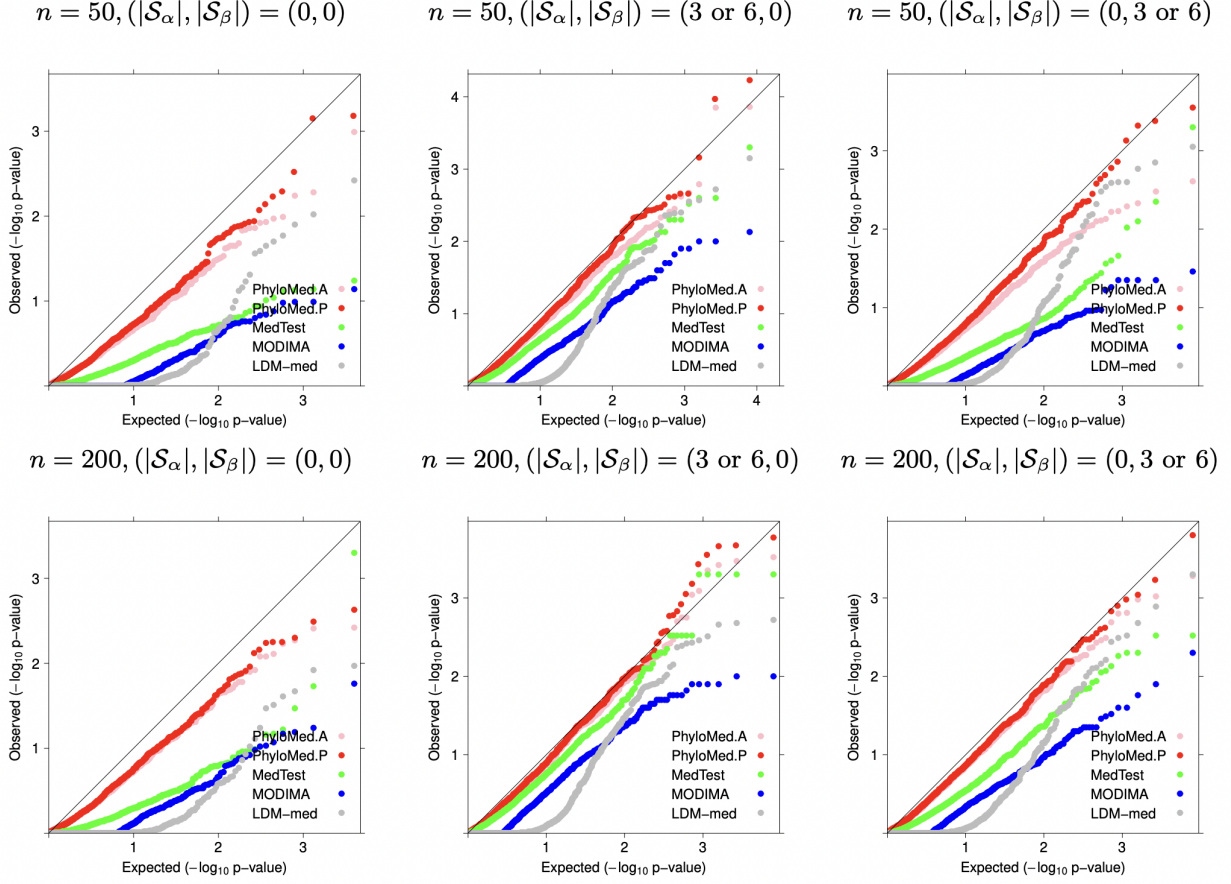 n = 50, (|𝒮α|, |𝒮β|) = (0, 0)
n = 50, (|𝒮α|, |𝒮β|) = (3 or 6, 0)
n = 50, (|𝒮α|, |𝒮β|) = (0, 3 or 6)
Observed (−log10 p-value)
3
2
1
PhyloMed.A
PhyloMed.P
MedTest
MODIMA
LDM-med
1 2 3
Expected (−log10 p-value)
Observed (−log10 p-value)
4
3
2
1
PhyloMed.A
PhyloMed.P
MedTest
MODIMA
LDM-med
1 2 3 4
Expected (−log10 p-value)
Observed (−log10 p-value)
3
2
1
PhyloMed.A
PhyloMed.P
MedTest
MODIMA
LDM-med
1 2 3
Expected (−log10 p-value)
n = 200, (|𝒮α|, |𝒮β|) = (0, 0)
n = 200, (|𝒮α|, |𝒮β|) = (3 or 6, 0)
n = 200, (|𝒮α|, |𝒮β|) = (0, 3 or 6)
Observed (−log10 p-value)
3
2
1
PhyloMed.A
PhyloMed.P
MedTest
MODIMA
LDM-med
1 2 3
Expected (−log10 p-value)
Observed (−log10 p-value)
3
2
1
PhyloMed.A
PhyloMed.P
MedTest
MODIMA
LDM-med
1 2 3
Expected (−log10 p-value)
Observed (−log10 p-value)
3
2
1
PhyloMed.A
PhyloMed.P
MedTest
MODIMA
LDM-med
1 2 3
Expected (−log10 p-value)